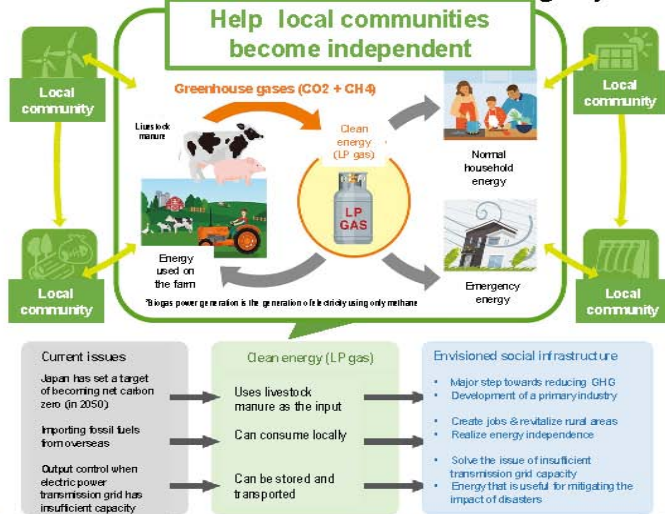 Help local communities
become independent
Local
community
Local
community
Local
community
Local
community
Greenhouse gases (CO2 + CH4)
Livestock
manure
Clean
energy
(LP gas)
LP
GAS
Normal
household
energy
Energy
used on
the farm
Emergency
energy
*Biogas power generation is the generation of electricity using only methane
Current issues
Japan has set a target
of becoming net carbon
zero (in 2050)
Importing fossil fuels
from overseas
Output control when
electric power
transmission grid has
insufficient capacity
Clean energy (LP gas)
Uses livestock
manure as the input
Can consume locally
Can be stored and
transported
Envisioned social infrastructure
• Major step towards reducing GHG
• Development of a primary industry
• Create jobs & revitalize rural areas
• Realize energy independence
• Solve the issue of insufficient
transmission grid capacity
• Energy that is useful for mitigating the
impact of disasters